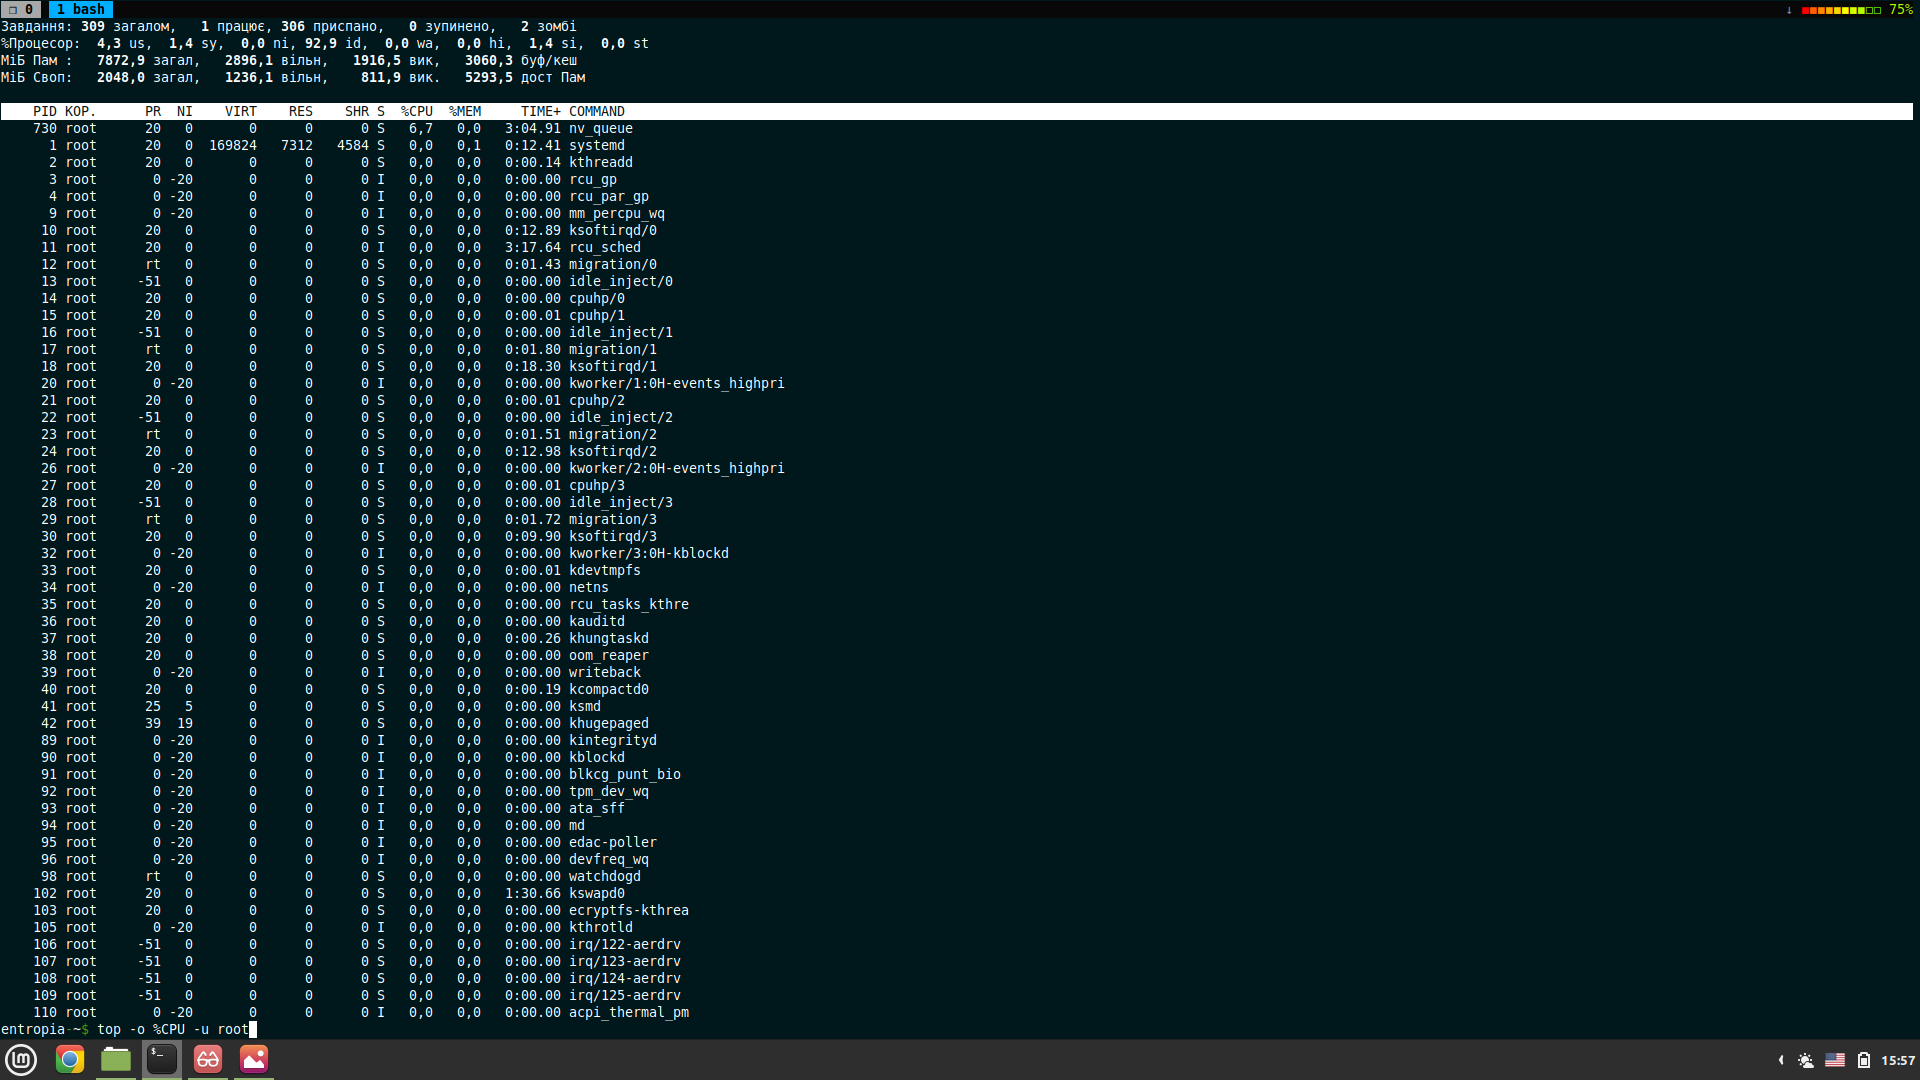 ❐ 0  1 bash  ↓ 75%
Завдання: 309 загалом,   1 працює, 306 приспано,   0 зупинено,   2 зомбі
%Процесор:  4,3 us,  1,4 sy,  0,0 ni, 92,9 id,  0,0 wa,  0,0 hi,  1,4 si,  0,0 st
МіБ Пам :   7872,9 загал,   2896,1 вільн,   1916,5 вик,   3060,3 буф/кеш
МіБ Своп:   2048,0 загал,   1236,1 вільн,    811,9 вик.   5293,5 дост Пам
PID КОР.      PR  NI    VIRT    RES    SHR S  %CPU  %MEM     TIME+ COMMAND
730 root      20   0       0      0      0 S   6,7   0,0   3:04.91 nv_queue
1 root      20   0  169824   7312   4584 S   0,0   0,1   0:12.41 systemd
2 root      20   0       0      0      0 S   0,0   0,0   0:00.14 kthreadd
3 root       0 -20       0      0      0 I   0,0   0,0   0:00.00 rcu_gp
4 root       0 -20       0      0      0 I   0,0   0,0   0:00.00 rcu_par_gp
9 root       0 -20       0      0      0 I   0,0   0,0   0:00.00 mm_percpu_wq
10 root      20   0       0      0      0 S   0,0   0,0   0:12.89 ksoftirqd/0
11 root      20   0       0      0      0 I   0,0   0,0   3:17.64 rcu_sched
12 root      rt   0       0      0      0 S   0,0   0,0   0:01.43 migration/0
13 root     -51   0       0      0      0 S   0,0   0,0   0:00.00 idle_inject/0
14 root      20   0       0      0      0 S   0,0   0,0   0:00.00 cpuhp/0
15 root      20   0       0      0      0 S   0,0   0,0   0:00.01 cpuhp/1
16 root     -51   0       0      0      0 S   0,0   0,0   0:00.00 idle_inject/1
17 root      rt   0       0      0      0 S   0,0   0,0   0:01.80 migration/1
18 root      20   0       0      0      0 S   0,0   0,0   0:18.30 ksoftirqd/1
20 root       0 -20       0      0      0 I   0,0   0,0   0:00.00 kworker/1:0H-events_highpri
21 root      20   0       0      0      0 S   0,0   0,0   0:00.01 cpuhp/2
22 root     -51   0       0      0      0 S   0,0   0,0   0:00.00 idle_inject/2
23 root      rt   0       0      0      0 S   0,0   0,0   0:01.51 migration/2
24 root      20   0       0      0      0 S   0,0   0,0   0:12.98 ksoftirqd/2
26 root       0 -20       0      0      0 I   0,0   0,0   0:00.00 kworker/2:0H-events_highpri
27 root      20   0       0      0      0 S   0,0   0,0   0:00.01 cpuhp/3
28 root     -51   0       0      0      0 S   0,0   0,0   0:00.00 idle_inject/3
29 root      rt   0       0      0      0 S   0,0   0,0   0:01.72 migration/3
30 root      20   0       0      0      0 S   0,0   0,0   0:09.90 ksoftirqd/3
32 root       0 -20       0      0      0 I   0,0   0,0   0:00.00 kworker/3:0H-kblockd
33 root      20   0       0      0      0 S   0,0   0,0   0:00.01 kdevtmpfs
34 root       0 -20       0      0      0 I   0,0   0,0   0:00.00 netns
35 root      20   0       0      0      0 S   0,0   0,0   0:00.00 rcu_tasks_kthre
36 root      20   0       0      0      0 S   0,0   0,0   0:00.00 kauditd
37 root      20   0       0      0      0 S   0,0   0,0   0:00.26 khungtaskd
38 root      20   0       0      0      0 S   0,0   0,0   0:00.00 oom_reaper
39 root       0 -20       0      0      0 I   0,0   0,0   0:00.00 writeback
40 root      20   0       0      0      0 S   0,0   0,0   0:00.19 kcompactd0
41 root      25   5       0      0      0 S   0,0   0,0   0:00.00 ksmd
42 root      39  19       0      0      0 S   0,0   0,0   0:00.00 khugepaged
89 root       0 -20       0      0      0 I   0,0   0,0   0:00.00 kintegrityd
90 root       0 -20       0      0      0 I   0,0   0,0   0:00.00 kblockd
91 root       0 -20       0      0      0 I   0,0   0,0   0:00.00 blkcg_punt_bio
92 root       0 -20       0      0      0 I   0,0   0,0   0:00.00 tpm_dev_wq
93 root       0 -20       0      0      0 I   0,0   0,0   0:00.00 ata_sff
94 root       0 -20       0      0      0 I   0,0   0,0   0:00.00 md
95 root       0 -20       0      0      0 I   0,0   0,0   0:00.00 edac-poller
96 root       0 -20       0      0      0 I   0,0   0,0   0:00.00 devfreq_wq
98 root      rt   0       0      0      0 S   0,0   0,0   0:00.00 watchdogd
102 root      20   0       0      0      0 S   0,0   0,0   1:30.66 kswapd0
103 root      20   0       0      0      0 S   0,0   0,0   0:00.00 ecryptfs-kthrea
105 root       0 -20       0      0      0 I   0,0   0,0   0:00.00 kthrotld
106 root     -51   0       0      0      0 S   0,0   0,0   0:00.00 irq/122-aerdrv
107 root     -51   0       0      0      0 S   0,0   0,0   0:00.00 irq/123-aerdrv
108 root     -51   0       0      0      0 S   0,0   0,0   0:00.00 irq/124-aerdrv
109 root     -51   0       0      0      0 S   0,0   0,0   0:00.00 irq/125-aerdrv
110 root       0 -20       0      0      0 I   0,0   0,0   0:00.00 acpi_thermal_pm
entropia-~$ top -o %CPU -u root
15:57